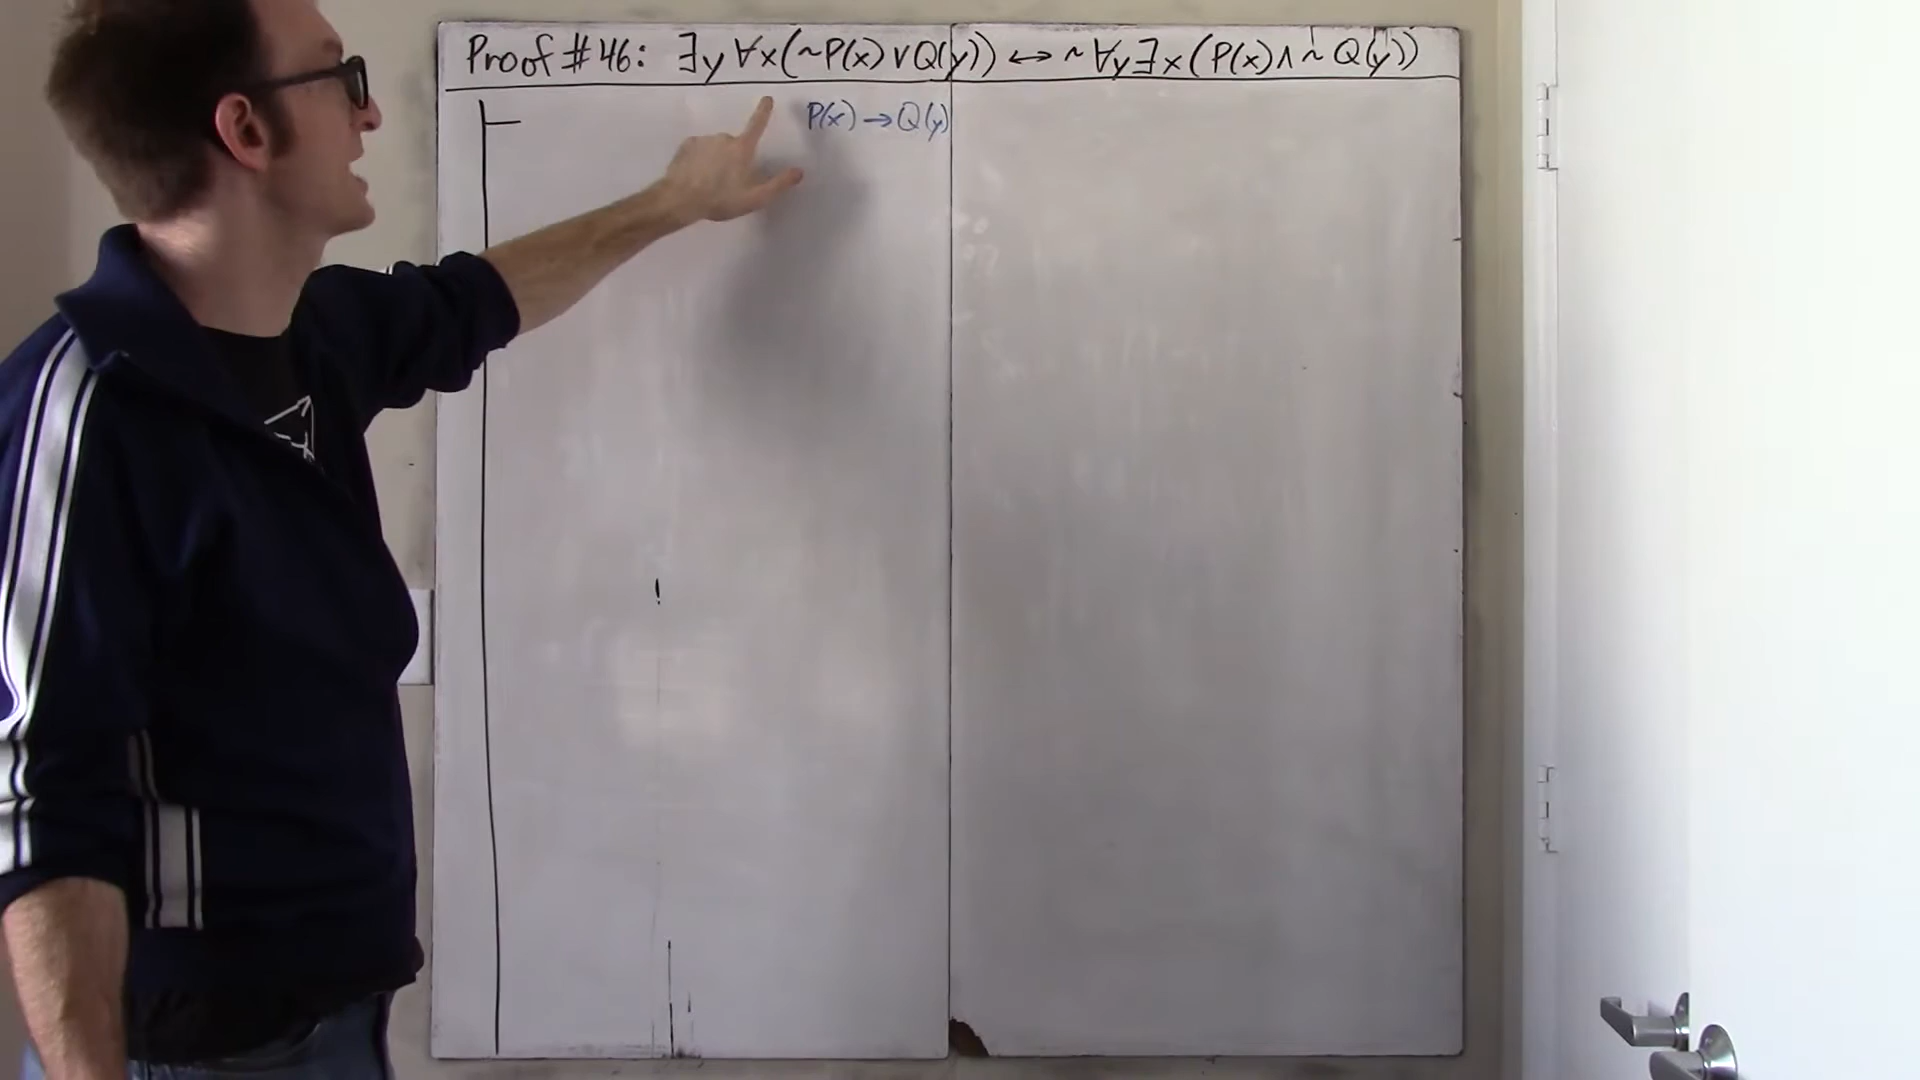 Proof #46: ∃y ∀x(~P(x) ∨ Q(y)) ↔ ~∀y∃x(P(x) ∧ ~Q(y))
P(x) → Q(y)